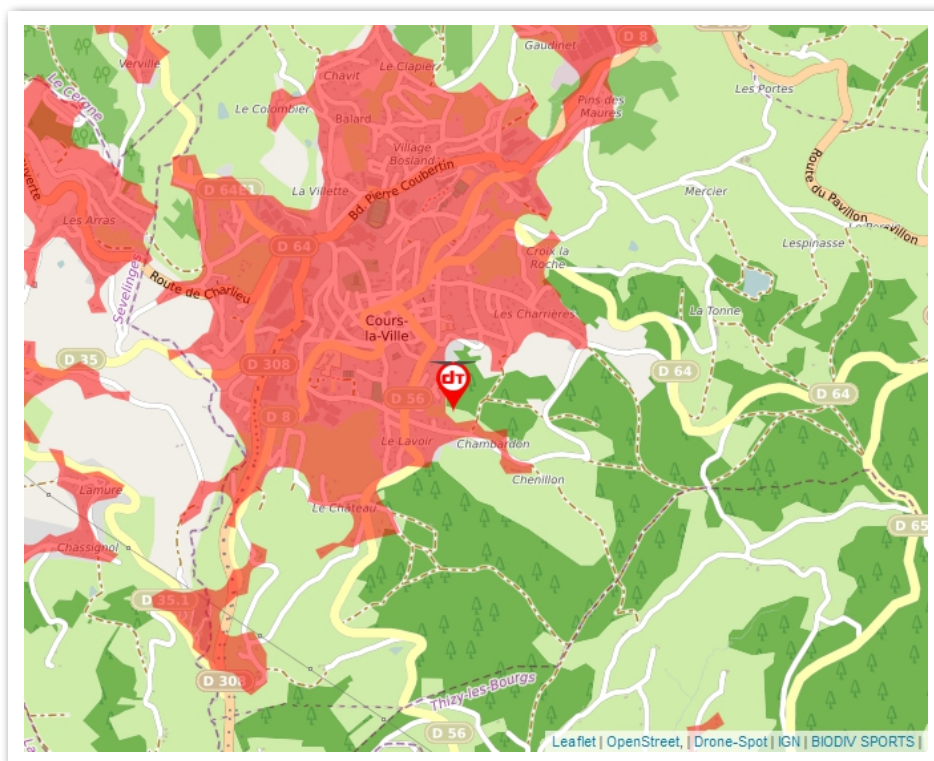 Gaudinet
D 8
Verville
Le Clapier
Chavit
Les Portes
Le Cergne
Le Colombier
Pins des
Maures
Balard
Village
Bosland
Route du Pavillon
Bd. Pierre Coubertin
D 64E1
La Villette
Mercier
Les Arras
Lespinasse
D 64
Croix la
Roche
Sevelinges
Route de Charlieu
Les Charrières
La Tonne
Cours-
la-Ville
D 35
D 308
D 64
dT
D 56
D 64
D 8
Le Lavoir
Chambardon
Chenillon
Lamure
Le Château
D 65
Chassignol
D 35.1
D 308
Thizy-les-Bourgs
D 56
Leaflet | OpenStreet, | Drone-Spot | IGN | BIODIV SPORTS |